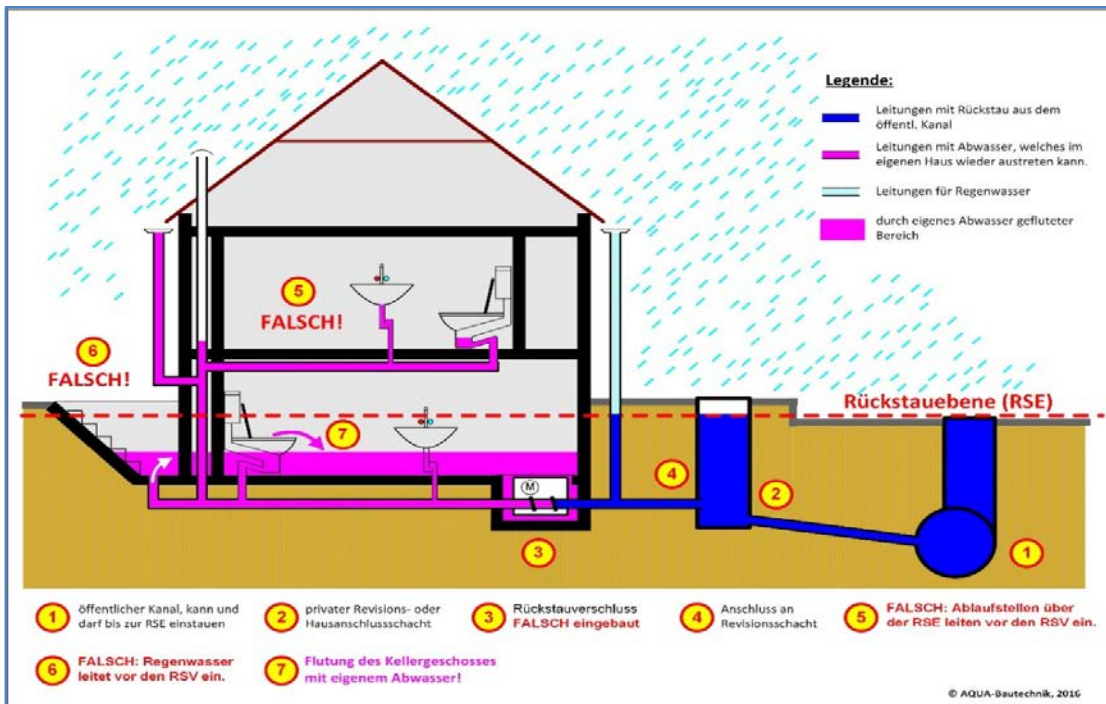 Legende:
Leitungen mit Rückstau aus dem
öffentl. Kanal
Leitungen mit Abwasser, welches im
eigenen Haus wieder austreten kann.
Leitungen für Regenwasser
durch eigenes Abwasser gefluteter
Bereich
5
FALSCH!
6
FALSCH!
Rückstauebene (RSE)
7
M
4
2
3
1
1 öffentlicher Kanal, kann und
darf bis zur RSE einstauen
2 privater Revisions- oder
Hausanschlussschacht
3 Rückstauverschluss
FALSCH eingebaut
4 Anschluss an
Revisionsschacht
5 FALSCH: Ablaufstellen über
der RSE leiten vor den RSV ein.
6 FALSCH: Regenwasser
leitet vor den RSV ein.
7 Flutung des Kellergeschosses
mit eigenem Abwasser!
© AQUA-Bautechnik, 2016